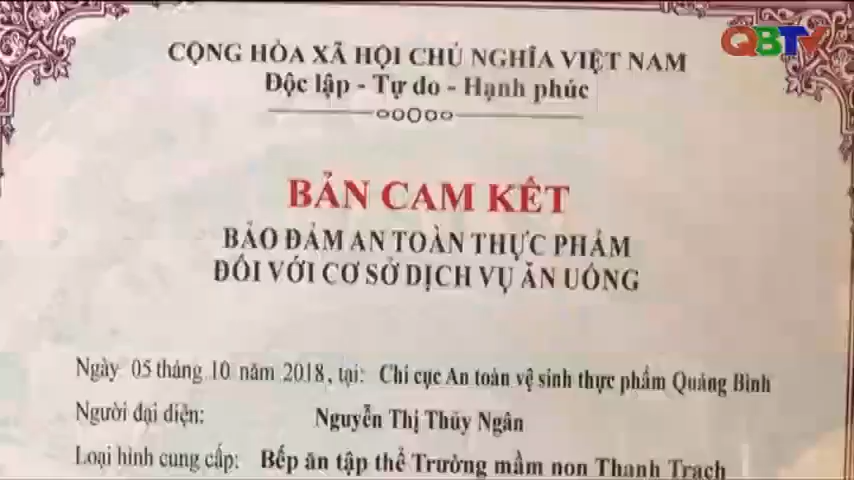 QBTV
CỘNG HÒA XÃ HỘI CHỦ NGHĨA VIỆT NAM
Độc lập - Tự do - Hạnh phúc
BẢN CAM KẾT
BẢO ĐẢM AN TOÀN THỰC PHẨM
ĐỐI VỚI CƠ SỞ DỊCH VỤ ĂN UỐNG
Ngày 05 tháng 10 năm 2018, tại: Chi cục An toàn vệ sinh thực phẩm Quảng Bình
Người đại diện: Nguyễn Thị Thúy Ngân
Loại hình cung cấp: Bếp ăn tập thể Trường mầm non Thanh Trạch